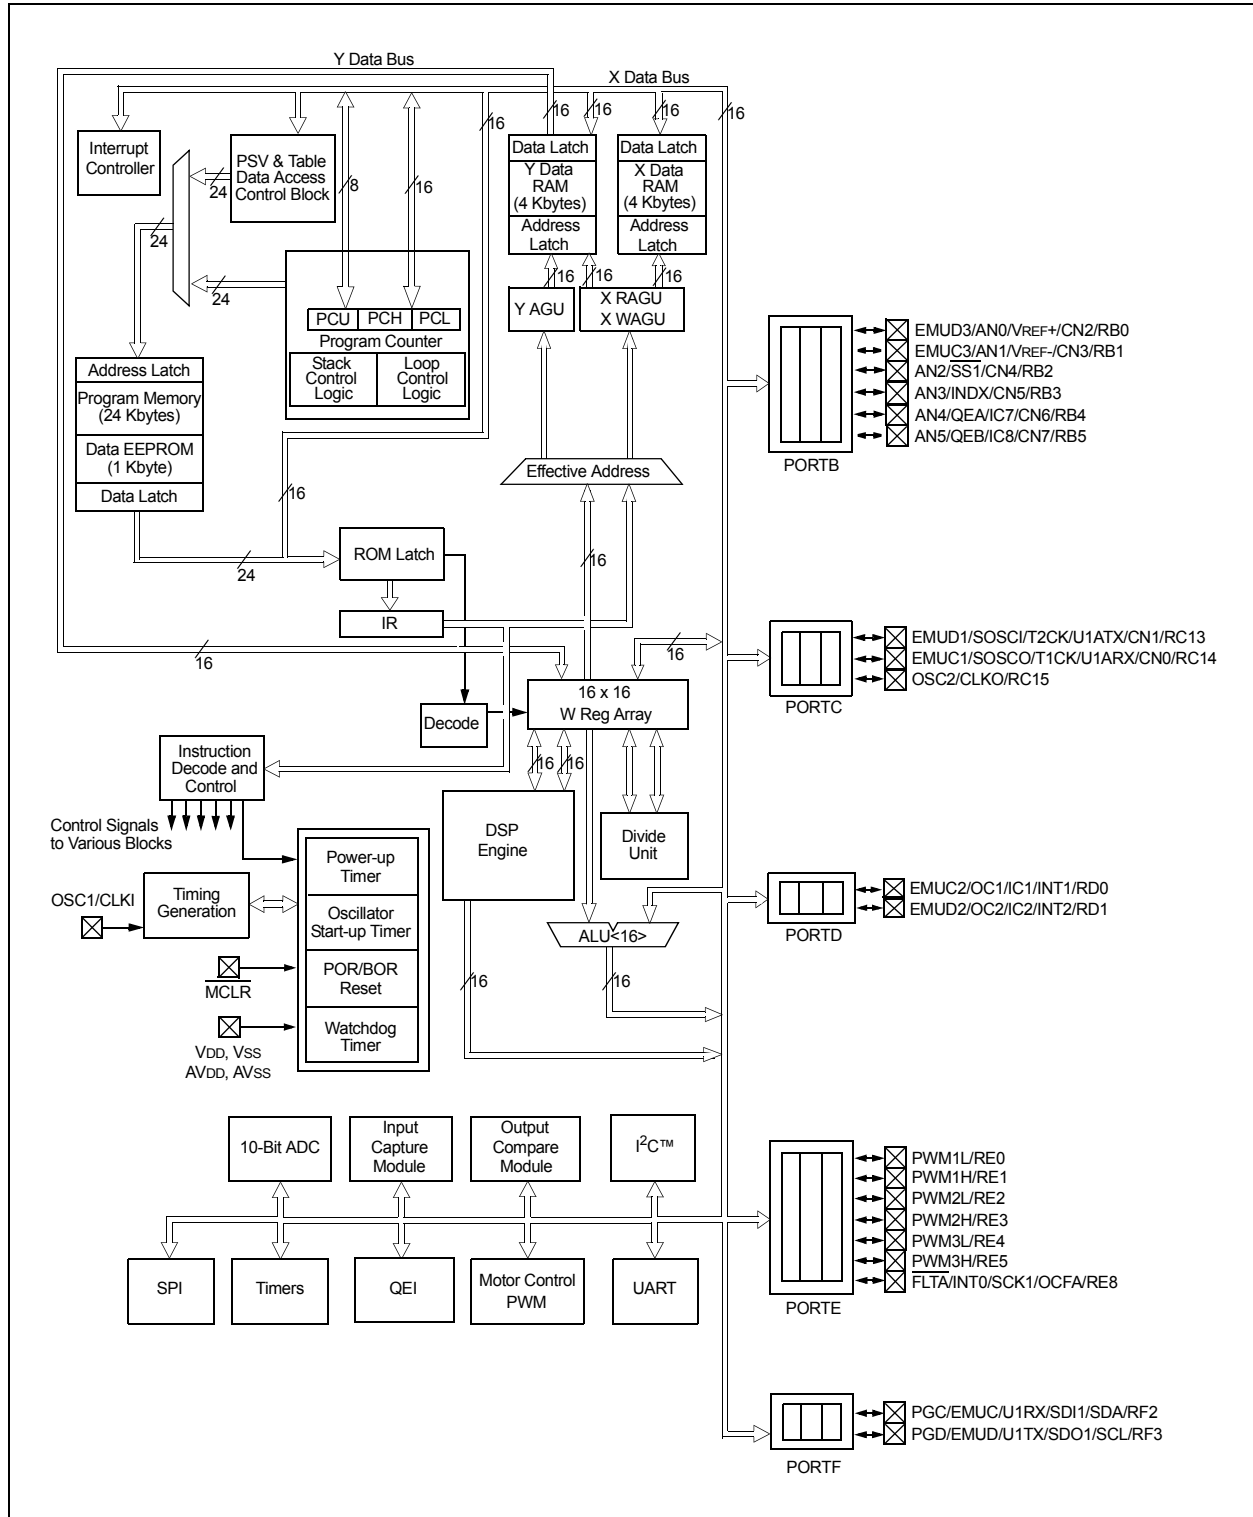 Y Data Bus
X Data Bus
16
16
16
16
16
Interrupt
Controller
PSV & Table
Data Access
Control Block
24
8
16
Data Latch
Y Data
RAM
(4 Kbytes)
Address
Latch
Data Latch
X Data
RAM
(4 Kbytes)
Address
Latch
24
24
16
16
16
Y AGU
X RAGU
X WAGU
PCU
PCH
PCL
Program Counter
Stack
Control
Logic
Loop
Control
Logic
Address Latch
Program Memory
(24 Kbytes)
Data EEPROM
(1 Kbyte)
Data Latch
Effective Address
16
24
ROM Latch
16
IR
16
16
16 x 16
W Reg Array
Decode
Instruction
Decode and
Control
16
16
Control Signals
to Various Blocks
DSP
Engine
Divide
Unit
Power-up
Timer
Oscillator
Start-up Timer
POR/BOR
Reset
Watchdog
Timer
OSC1/CLKI
Timing
Generation
MCLR
VDD, VSS
AVDD, AVSS
ALU<16>
16
16
10-Bit ADC
Input
Capture
Module
Output
Compare
Module
I²C™
SPI
Timers
QEI
Motor Control
PWM
UART
EMUD3/AN0/VREF+/CN2/RB0
EMUC3/AN1/VREF-/CN3/RB1
AN2/SS1/CN4/RB2
AN3/INDX/CN5/RB3
AN4/QEA/IC7/CN6/RB4
AN5/QEB/IC8/CN7/RB5
PORTB
EMUD1/SOSCI/T2CK/U1ATX/CN1/RC13
EMUC1/SOSCO/T1CK/U1ARX/CN0/RC14
OSC2/CLKO/RC15
PORTC
EMUC2/OC1/IC1/INT1/RD0
EMUD2/OC2/IC2/INT2/RD1
PORTD
PWM1L/RE0
PWM1H/RE1
PWM2L/RE2
PWM2H/RE3
PWM3L/RE4
PWM3H/RE5
FLTA/INT0/SCK1/OCFA/RE8
PORTE
PGC/EMUC/U1RX/SDI1/SDA/RF2
PGD/EMUD/U1TX/SDO1/SCL/RF3
PORTF